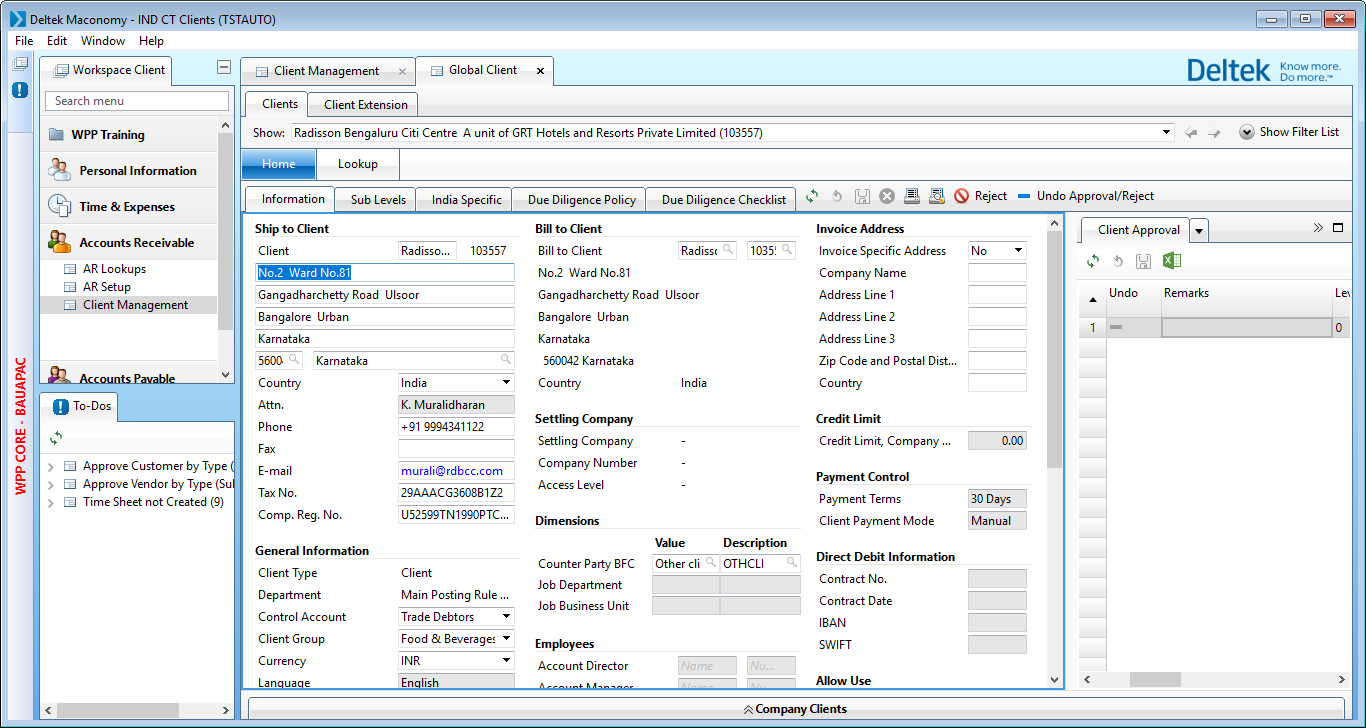 Deltek Maconomy - IND CT Clients (TSTAUTO)
File Edit Window Help
Workspace Client
Search menu
WPP Training
Personal Information
Time & Expenses
Accounts Receivable
AR Lookups
AR Setup
Client Management
Accounts Payable
WPP CORE - BAUAPAC
To-Dos
Approve Customer by Type (
Approve Vendor by Type (Sul
Time Sheet not Created (9)
Client Management Global Client
Deltek Know more.
Do more.™
Clients Client Extension
Show: Radisson Bengaluru Citi Centre A unit of GRT Hotels and Resorts Private Limited (103557) Show Filter List
Home Lookup
Information Sub Levels India Specific Due Diligence Policy Due Diligence Checklist Reject Undo Approval/Reject
Ship to Client
Client Radisso... 103557
No.2 Ward No.81
Gangadharchetty Road Ulsoor
Bangalore Urban
Karnataka
5600 Karnataka
Country India
Attn. K. Muralidharan
Phone +91 9994341122
Fax
E-mail murali@rdbcc.com
Tax No. 29AAACG3608B1Z2
Comp. Reg. No. U52599TN1990PTC...
General Information
Client Type Client
Department Main Posting Rule ...
Control Account Trade Debtors
Client Group Food & Beverages
Currency INR
Language English
Bill to Client
Bill to Client Radisso 1035
No.2 Ward No.81
Gangadharchetty Road Ulsoor
Bangalore Urban
Karnataka
560042 Karnataka
Country India
Settling Company
Settling Company -
Company Number -
Access Level -
Dimensions
Value Description
Counter Party BFC Other cli OTHCLI
Job Department
Job Business Unit
Employees
Account Director Name Nu...
Account Manager Name Nu...
Invoice Address
Invoice Specific Address No
Company Name
Address Line 1
Address Line 2
Address Line 3
Zip Code and Postal Dist...
Country
Credit Limit
Credit Limit, Company ... 0.00
Payment Control
Payment Terms 30 Days
Client Payment Mode Manual
Direct Debit Information
Contract No.
Contract Date
IBAN
SWIFT
Allow Use
Client Approval
Undo Remarks Lev
1 0
Company Clients